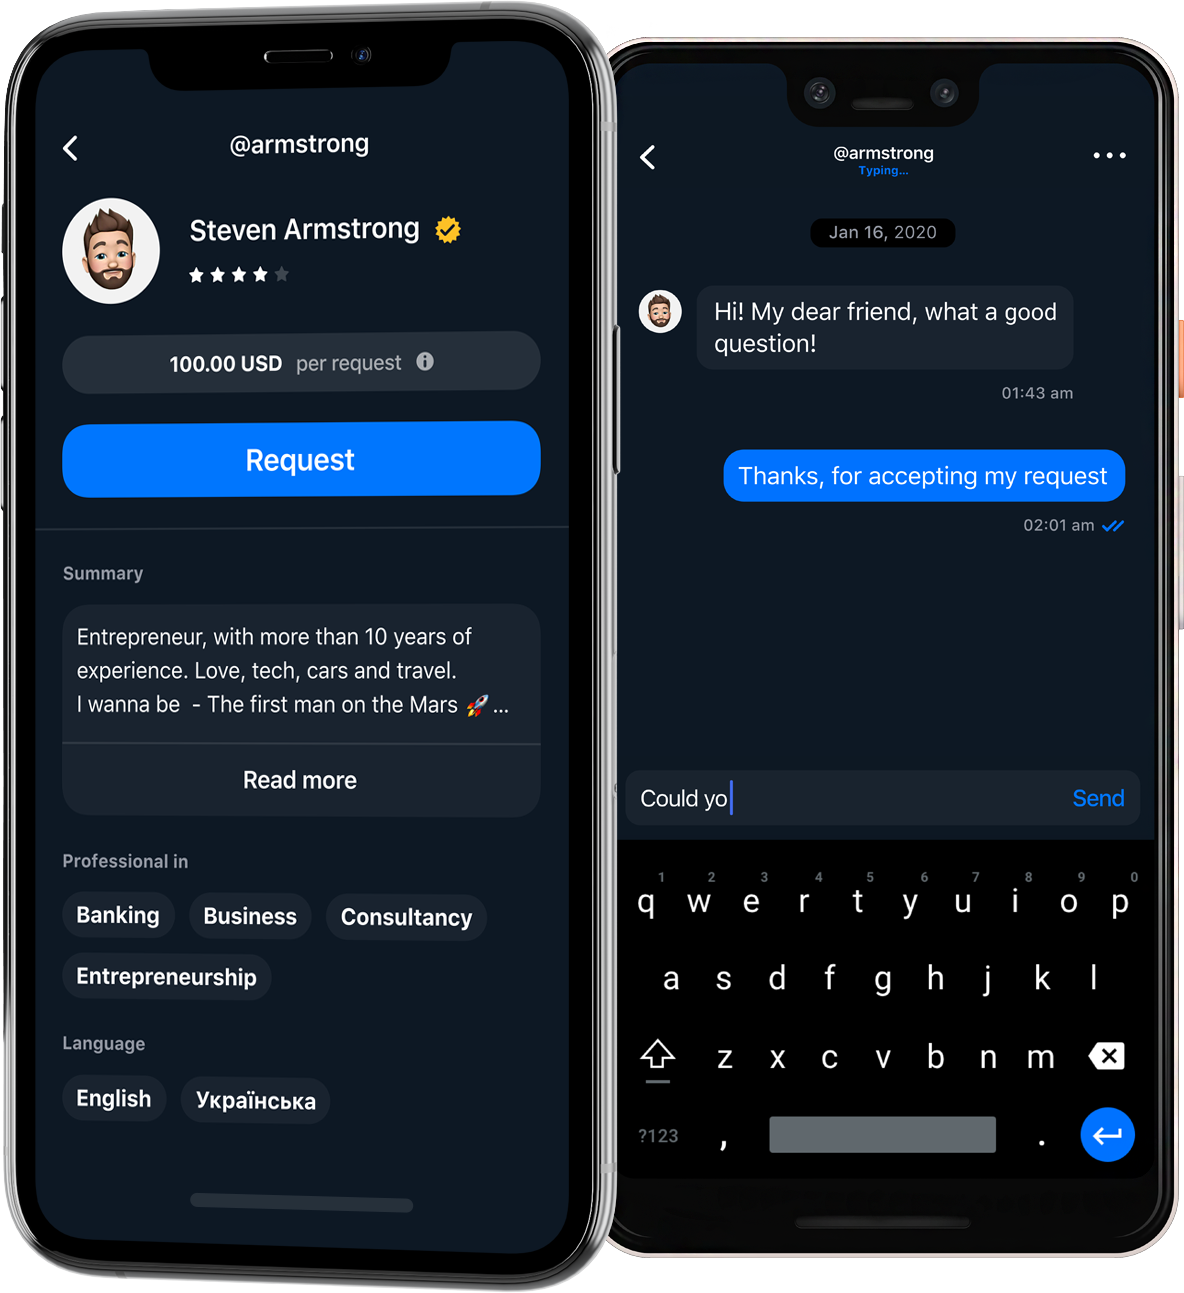 @armstrong
Steven Armstrong
100.00 USD per request
Request
Summary
Entrepreneur, with more than 10 years of
experience. Love, tech, cars and travel.
I wanna be  - The first man on the Mars 🚀 ...
Read more
Professional in
Banking Business Consultancy
Entrepreneurship
Language
English Українська
@armstrong
Typing...
Jan 16, 2020
Hi! My dear friend, what a good
question!
01:43 am
Thanks, for accepting my request
02:01 am
Could yo Send
1 2 3 4 5 6 7 8 9 0
q w e r t y u i o p
a s d f g h j k l
z x c v b n m
?123 , .